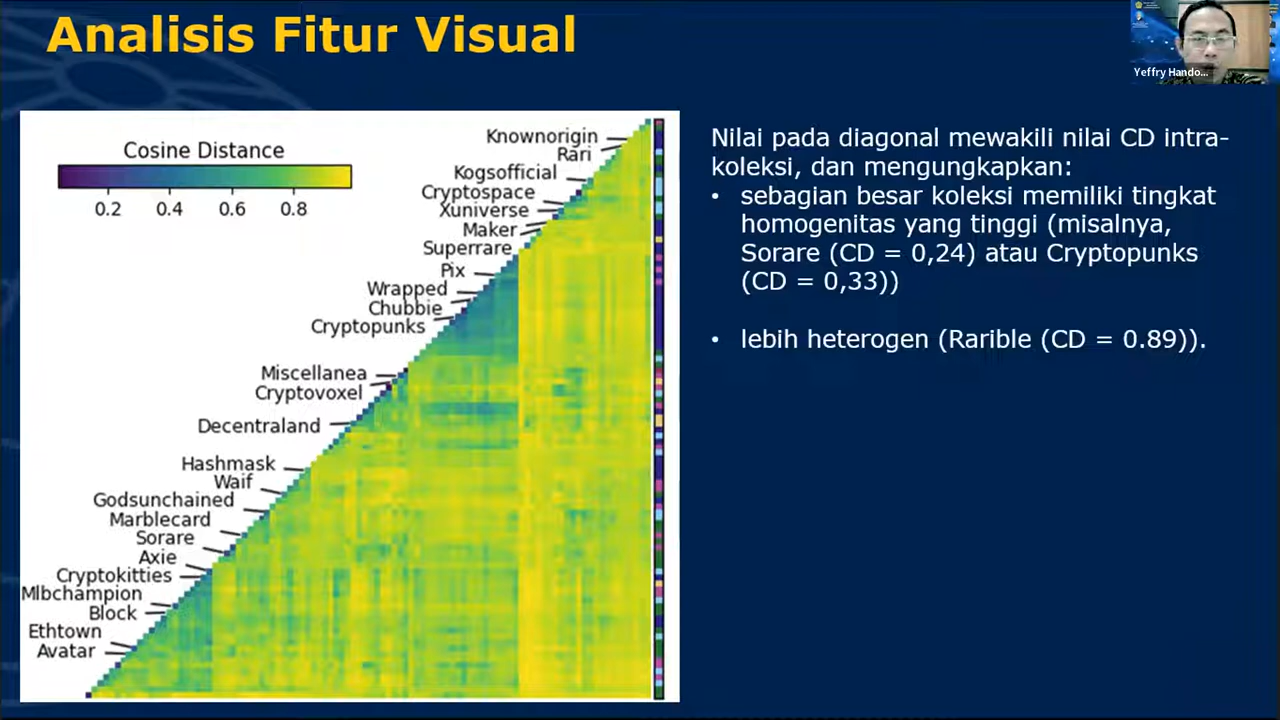 Analisis Fitur Visual
Yeffry Hando...
Cosine Distance
0.2 0.4 0.6 0.8
Knownorigin
Rari
Kogsofficial
Cryptospace
Xuniverse
Maker
Superrare
Pix
Wrapped
Chubbie
Cryptopunks
Miscellanea
Cryptovoxel
Decentraland
Hashmask
Waif
Godsunchained
Marblecard
Sorare
Axie
Cryptokitties
Mlbchampion
Block
Ethtown
Avatar
Nilai pada diagonal mewakili nilai CD intra-
koleksi, dan mengungkapkan:
• sebagian besar koleksi memiliki tingkat
homogenitas yang tinggi (misalnya,
Sorare (CD = 0,24) atau Cryptopunks
(CD = 0,33))
• lebih heterogen (Rarible (CD = 0.89)).